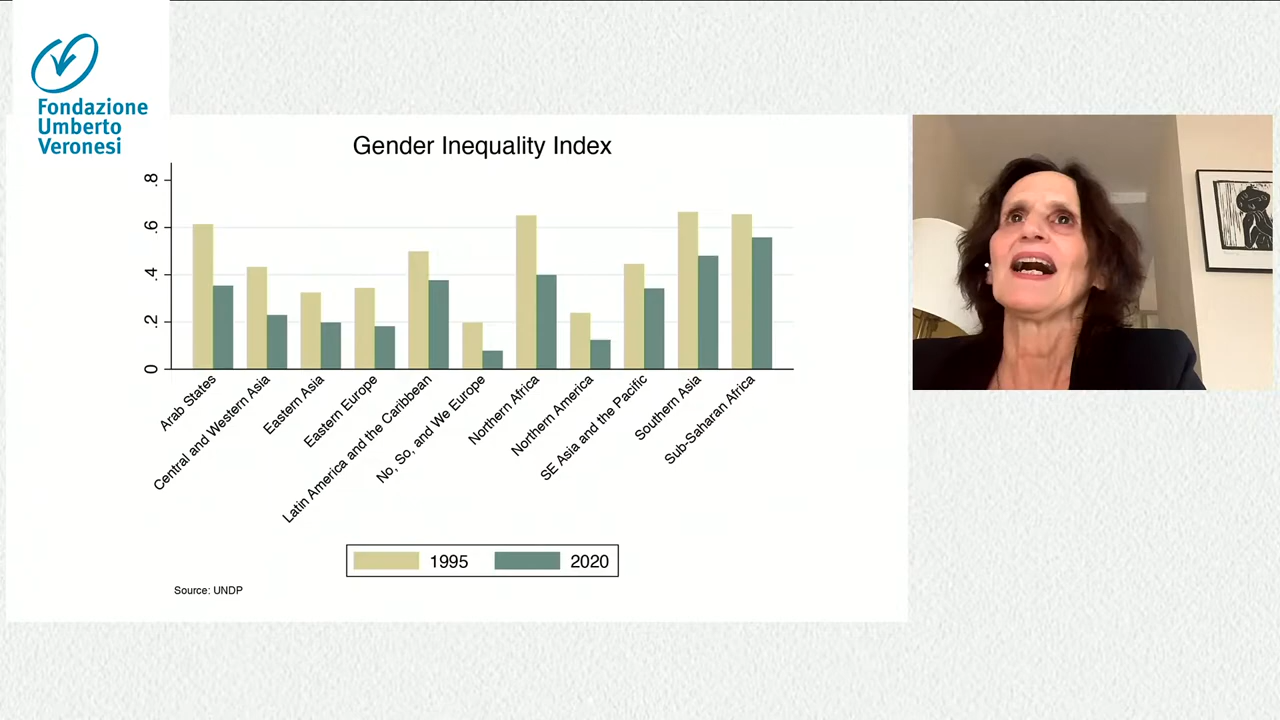 Fondazione
Umberto
Veronesi
Gender Inequality Index
.8
.6
.4
.2
0
Arab States
Central and Western Asia
Eastern Asia
Eastern Europe
Latin America and the Caribbean
No, So, and We Europe
Northern Africa
Northern America
SE Asia and the Pacific
Southern Asia
Sub-Saharan Africa
1995
2020
Source: UNDP